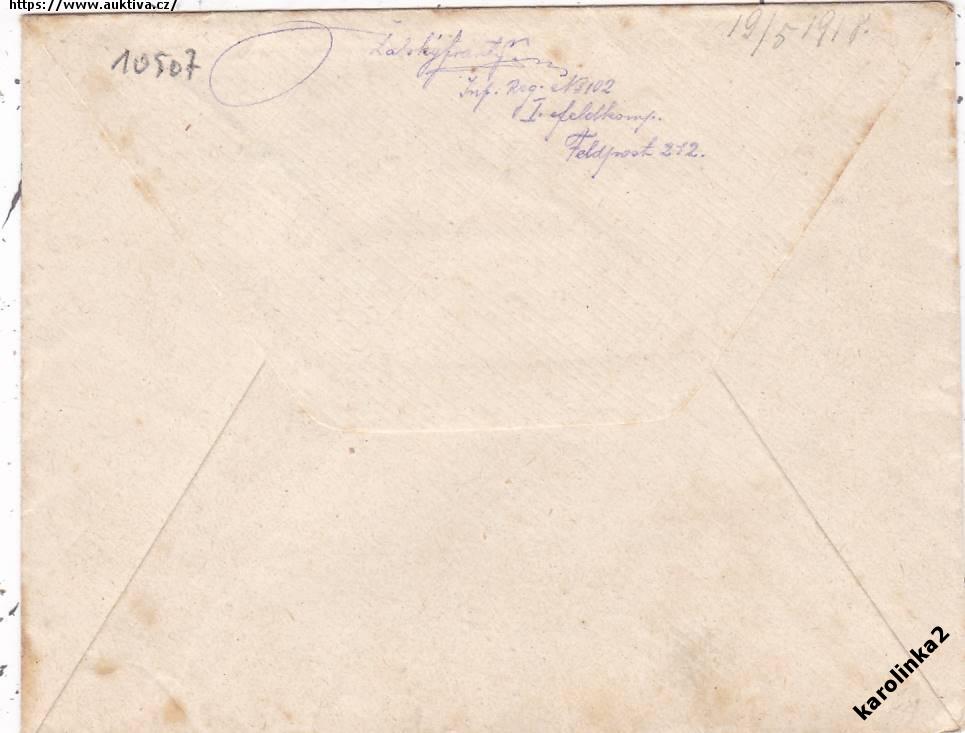 https://www.auktiva.cz/
19/5 1918.
10507
Inf. Reg. № 102
I. Feldkomp.
Feldpost 212.
karolinka2